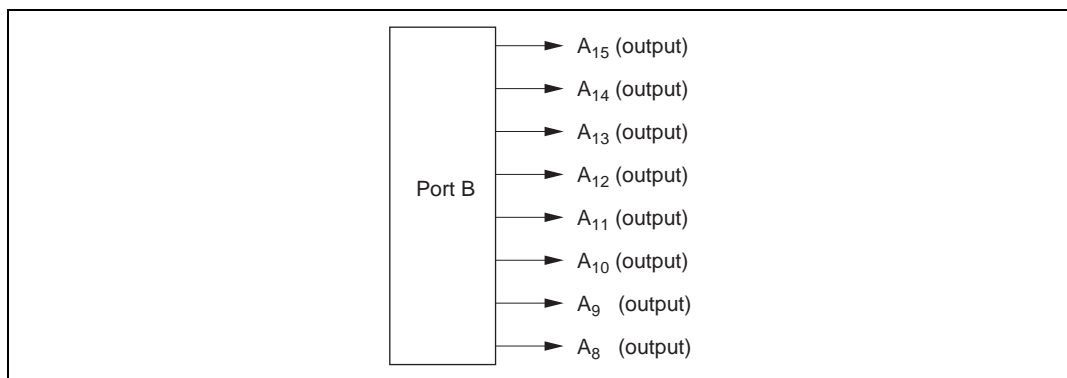 A15 (output)
A14 (output)
A13 (output)
A12 (output)
Port B
A11 (output)
A10 (output)
A9 (output)
A8 (output)